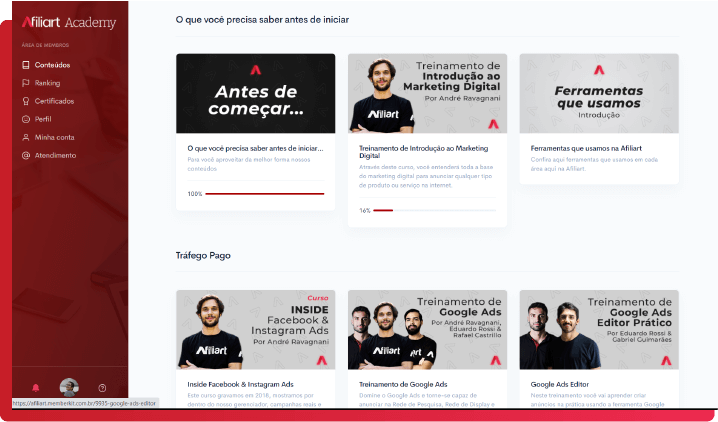 Afiliart Academy
ÁREA DE MEMBROS
Conteúdos
Ranking
Certificados
Perfil
Minha conta
Atendimento
https://afiliart.memberkit.com.br/5935-google-ads-editor
O que você precisa saber antes de iniciar
Antes de
começar...
O que você precisa saber antes de iniciar...
Para você aproveitar da melhor forma nossos
conteúdos
100%
Treinamento de
Introdução ao
Marketing Digital
Por André Ravagnani
Afiliart
Treinamento de Introdução ao Marketing
Digital
Através deste curso, você entenderá toda a base
do marketing digital para anunciar qualquer tipo
de produto ou serviço na internet.
16%
Ferramentas
que usamos
Introdução
Ferramentas que usamos na Afiliart
Confira aqui ferramentas que usamos em cada
área aqui na Afiliart.
Tráfego Pago
Curso
INSIDE
Facebook &
Instagram Ads
Por André Ravagnani
Afiliart
Inside Facebook & Instagram Ads
Este curso gravamos em 2018, mostramos por
dentro do nosso gerenciador, campanhas reais e
Treinamento de
Google Ads
Por André Ravagnani,
Eduardo Rossi &
Rafael Castrillo
Afiliart
Treinamento de Google Ads
Domine o Google Ads e torne-se capaz de
anunciar na Rede de Pesquisa, Rede de Display e
Treinamento de
Google Ads
Editor Prático
Por Eduardo Rossi &
Gabriel Guimarães
Google Ads Editor
Neste treinamento você vai aprender criar
anúncios na prática usando a ferramenta Google